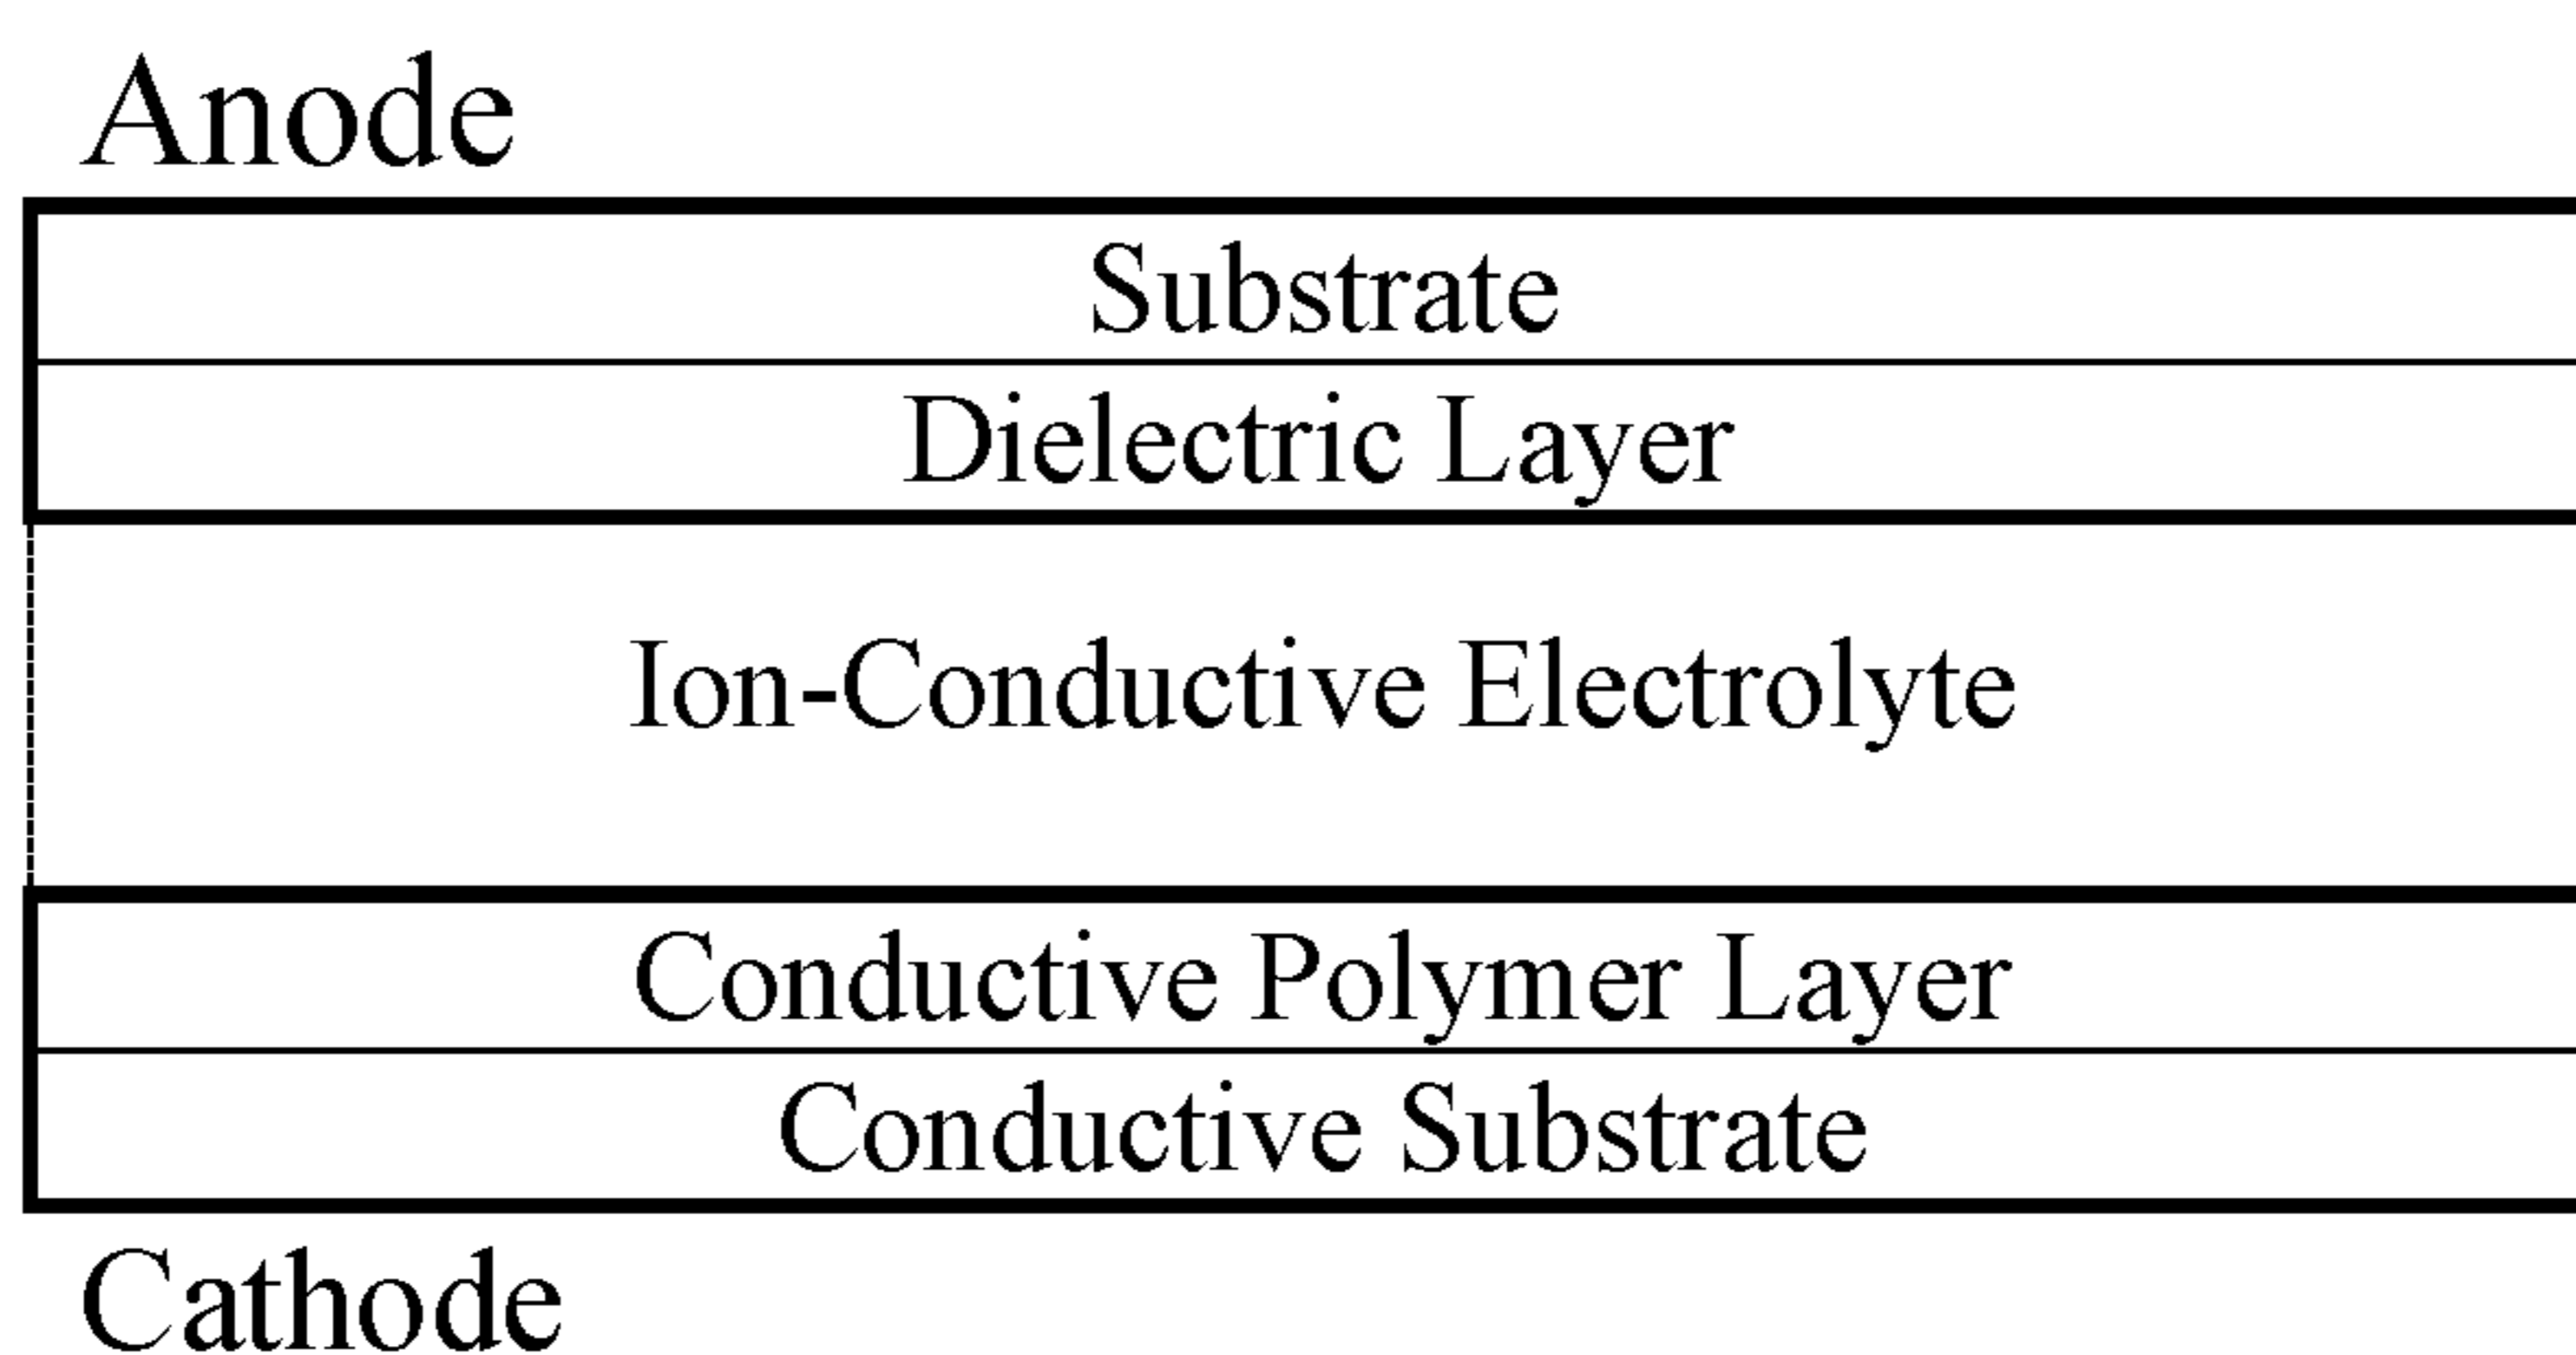 Anode
Substrate
Dielectric Layer
Ion-Conductive Electrolyte
Conductive Polymer Layer
Conductive Substrate
Cathode